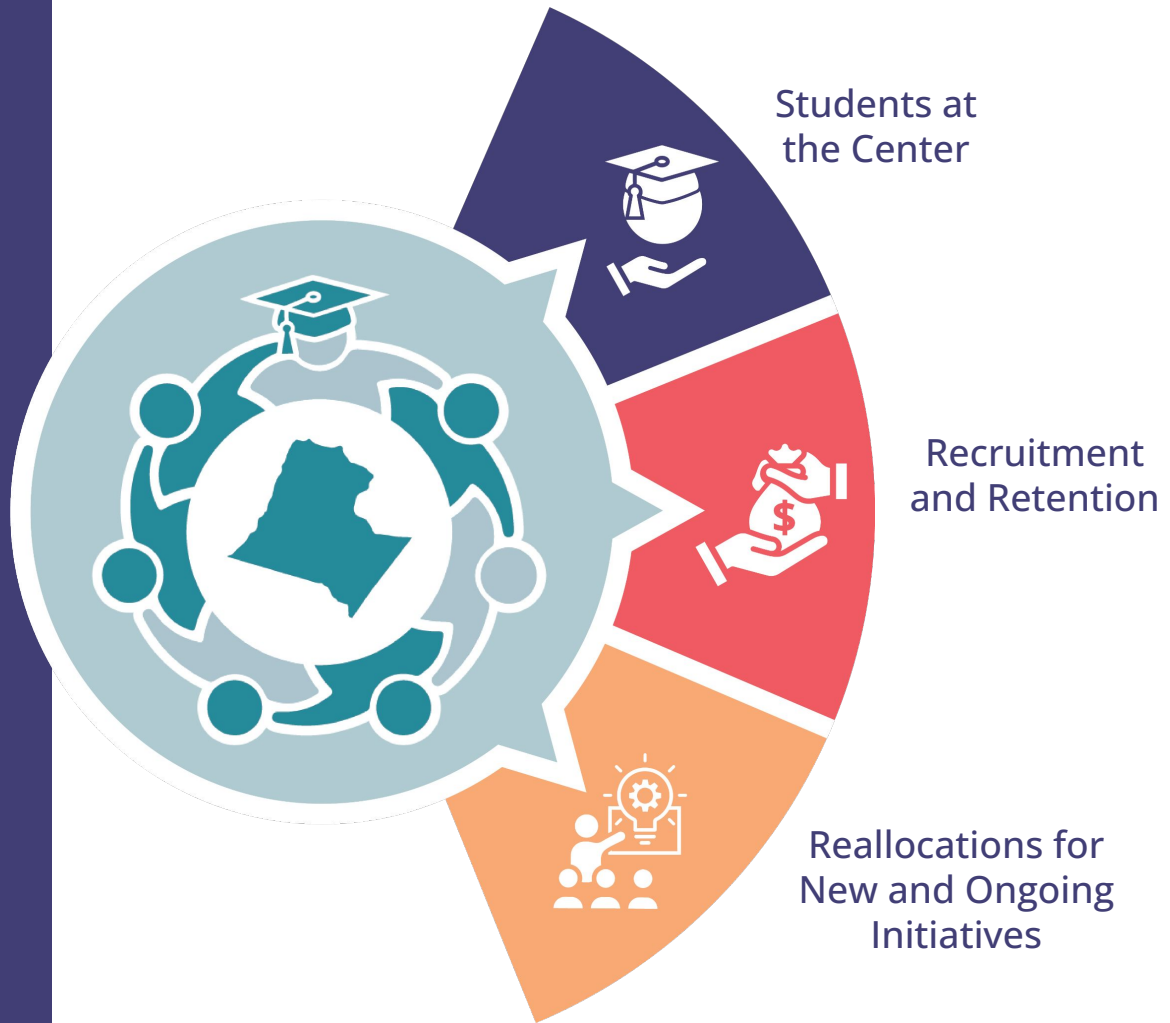 Students at
the Center
Recruitment
and Retention
$
Reallocations for
New and Ongoing
Initiatives